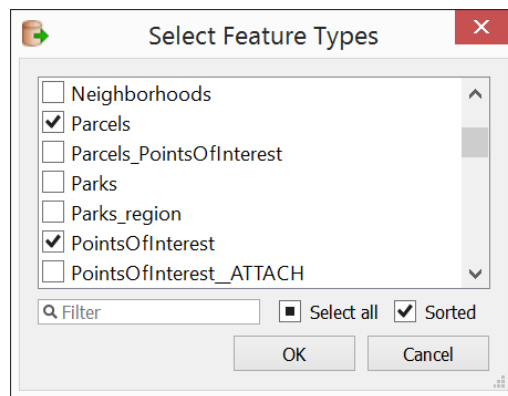 Select Feature Types
Neighborhoods
Parcels
Parcels_PointsOfInterest
Parks
Parks_region
PointsOfInterest
PointsOfInterest__ATTACH
Filter Select all Sorted
OK Cancel